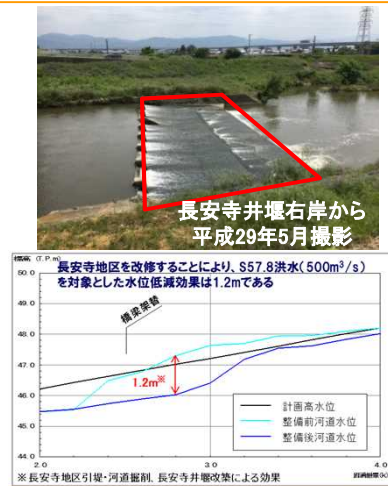 長安寺井堰右岸から
平成29年5月撮影
標高 (T.P.m)
長安寺地区を改修することにより、S57.8洪水(500m³/s)
を対象とした水位低減効果は1.2mである
50.0
49.0
48.0
47.0
46.0
45.0
44.0
橋梁架替
1.2m※
計画高水位
整備前河道水位
整備後河道水位
2.0
3.0
4.0
※長安寺地区引堤・河道掘削、長安寺井堰改築による効果